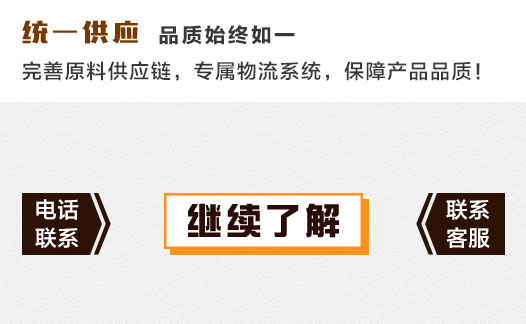 统一供应 品质始终如一
完善原料供应链，专属物流系统，保障产品品质！
电话
联系
继续了解
联系
客服